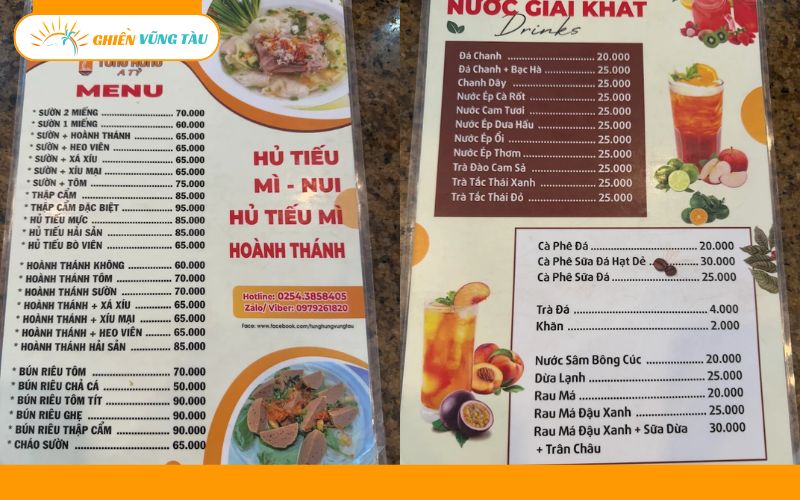 GHIỀN VŨNG TÀU
A TỶ
MENU
* SƯỜN 2 MIẾNG ........ 70.000
* SƯỜN 1 MIẾNG ........ 60.000
* SƯỜN + HOÀNH THÁNH ........ 65.000
* SƯỜN + HEO VIÊN ........ 65.000
* SƯỜN + XÁ XÍU ........ 65.000
* SƯỜN + XÍU MẠI ........ 65.000
* SƯỜN + TÔM ........ 75.000
* THẬP CẨM ........ 85.000
* THẬP CẨM ĐẶC BIỆT ........ 95.000
* HỦ TIẾU MỰC ........ 85.000
* HỦ TIẾU HẢI SẢN ........ 85.000
* HỦ TIẾU BÒ VIÊN ........ 65.000
* HOÀNH THÁNH KHÔNG ........ 60.000
* HOÀNH THÁNH TÔM ........ 70.000
* HOÀNH THÁNH SƯỜN ........ 70.000
* HOÀNH THÁNH + XÁ XÍU ........ 65.000
* HOÀNH THÁNH + XÍU MẠI ........ 65.000
* HOÀNH THÁNH + HEO VIÊN ........ 65.000
* HOÀNH THÁNH HẢI SẢN ........ 85.000
* BÚN RIÊU TÔM ........ 70.000
* BÚN RIÊU CHẢ CÁ ........ 50.000
* BÚN RIÊU TÔM TÍT ........ 90.000
* BÚN RIÊU GHẸ ........ 90.000
* BÚN RIÊU THẬP CẨM ........ 90.000
* CHÁO SƯỜN ........ 65.000
HỦ TIẾU
MÌ - NUI
HỦ TIẾU MÌ
HOÀNH THÁNH
Hotline: 0254.3858405
Zalo/ Viber: 0979261820
Face: www.facebook.com/tunghungvungtau
NƯỚC GIẢI KHÁT
Drinks
Đá Chanh ........ 20.000
Đá Chanh + Bạc Hà ........ 25.000
Chanh Dây ........ 25.000
Nước Ép Cà Rốt ........ 25.000
Nước Cam Tươi ........ 25.000
Nước Ép Dưa Hấu ........ 25.000
Nước Ép Ổi ........ 25.000
Nước Ép Thơm ........ 25.000
Trà Đào Cam Sả ........ 25.000
Trà Tắc Thái Xanh ........ 25.000
Trà Tắc Thái Đỏ ........ 25.000
Cà Phê Đá ........ 20.000
Cà Phê Sữa Đá Hạt Dẻ ........ 30.000
Cà Phê Sữa Đá ........ 25.000
Trà Đá ........ 4.000
Khăn ........ 2.000
Nước Sâm Bông Cúc ........ 20.000
Dừa Lạnh ........ 25.000
Rau Má ........ 20.000
Rau Má Đậu Xanh ........ 25.000
Rau Má Đậu Xanh + Sữa Dừa 30.000
+ Trân Châu